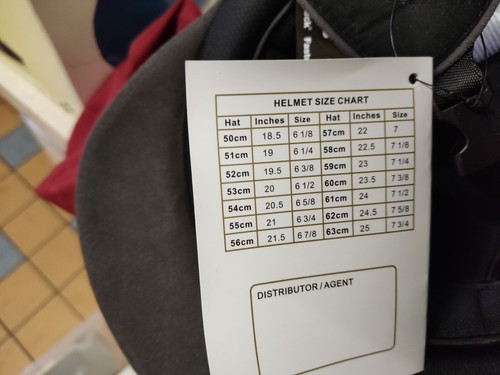 HELMET SIZE CHART
Hat Inches Size Hat Inches Size
50cm 18.5 6 1/8 57cm 22 7
51cm 19 6 1/4 58cm 22.5 7 1/8
52cm 19.5 6 3/8 59cm 23 7 1/4
53cm 20 6 1/2 60cm 23.5 7 3/8
54cm 20.5 6 5/8 61cm 24 7 1/2
55cm 21 6 3/4 62cm 24.5 7 5/8
56cm 21.5 6 7/8 63cm 25 7 3/4
DISTRIBUTOR / AGENT